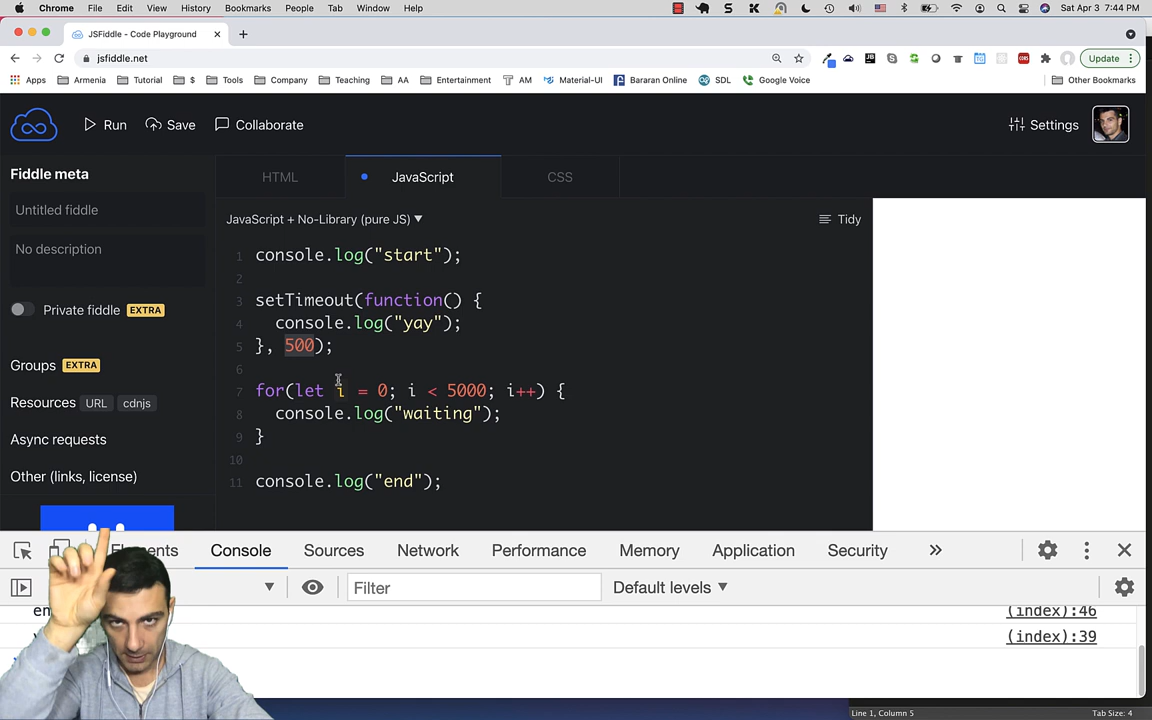 Chrome File Edit View History Bookmarks People Tab Window Help Sat Apr 3 7:44 PM
JSFiddle - Code Playground
jsfiddle.net Update
Apps Armenia Tutorial $ Tools Company Teaching AA Entertainment AM Material-UI Bararan Online SDL Google Voice Other Bookmarks
Run Save Collaborate Settings
Fiddle meta HTML JavaScript CSS
Untitled fiddle
JavaScript + No-Library (pure JS) Tidy
No description
1 console.log("start");
2
3 setTimeout(function() {
Private fiddle EXTRA
4 console.log("yay");
5 }, 500);
Groups EXTRA
6
7 for(let i = 0; i < 5000; i++) {
Resources URL cdnjs
8 console.log("waiting");
Async requests
9 }
10
Other (links, license)
11 console.log("end");
Elements Console Sources Network Performance Memory Application Security
Filter Default levels
(index):46
(index):39
Line 1, Column 5 Tab Size: 4